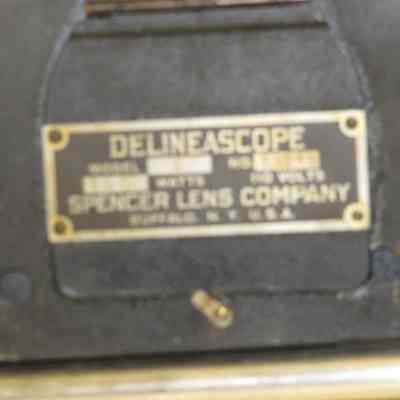 DELINEASCOPE
MODEL NO.
WATTS 110 VOLTS
SPENCER LENS COMPANY
BUFFALO, N.Y. U.S.A.